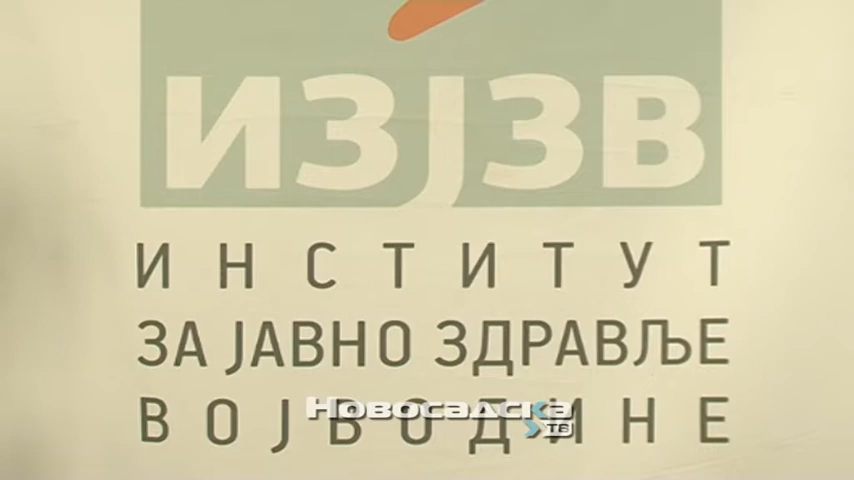 ИЗЈЗВ
ИНСТИТУТ
ЗА ЈАВНО ЗДРАВЉЕ
ВОЈВОДИНЕ
Новосадска
ТВ